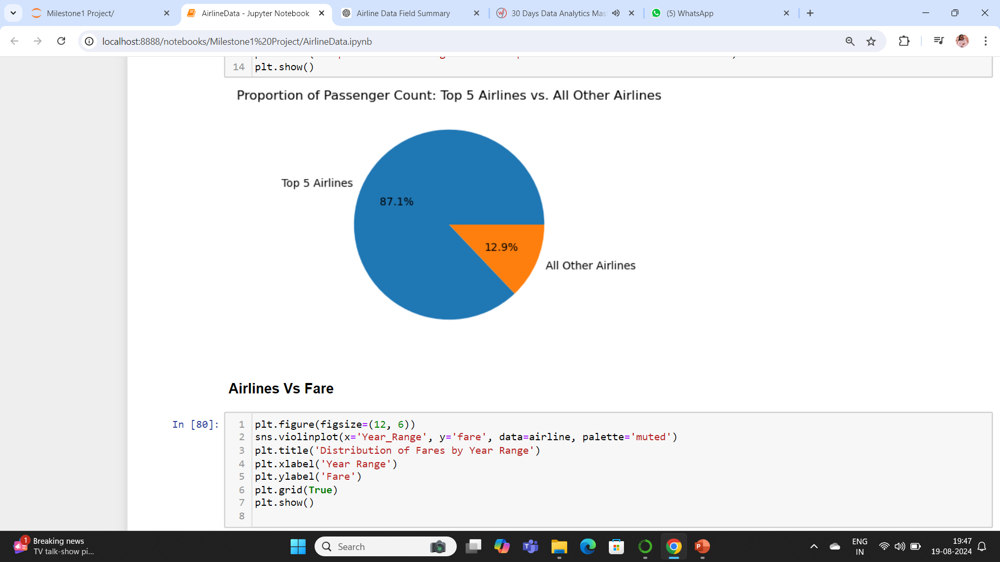 Milestone1 Project/
AirlineData - Jupyter Notebook
Airline Data Field Summary
30 Days Data Analytics Mas
(5) WhatsApp
localhost:8888/notebooks/Milestone1%20Project/AirlineData.ipynb
14 plt.show()
Proportion of Passenger Count: Top 5 Airlines vs. All Other Airlines
Top 5 Airlines
87.1%
12.9%
All Other Airlines
Airlines Vs Fare
In [80]:
1 plt.figure(figsize=(12, 6))
2 sns.violinplot(x='Year_Range', y='fare', data=airline, palette='muted')
3 plt.title('Distribution of Fares by Year Range')
4 plt.xlabel('Year Range')
5 plt.ylabel('Fare')
6 plt.grid(True)
7 plt.show()
8
1
Breaking news
TV talk-show pi...
Search
ENG
IN
19:47
19-08-2024